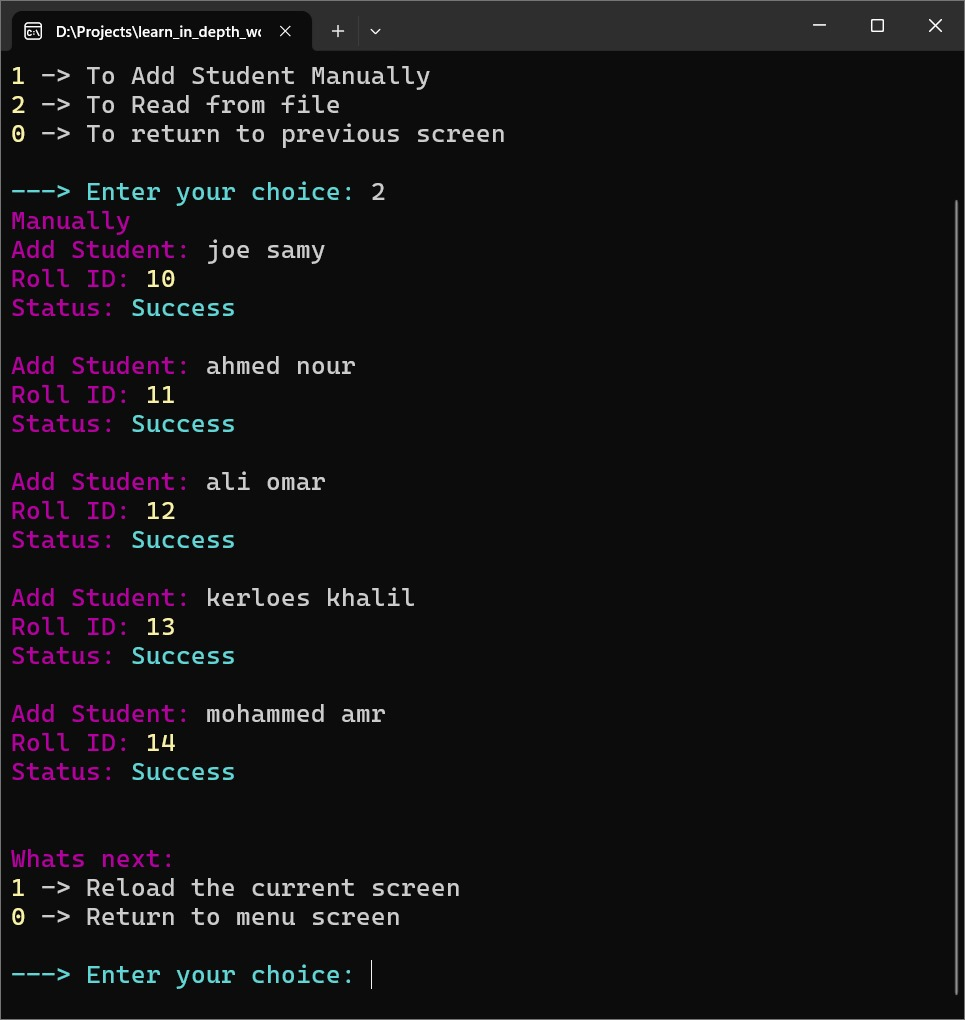 D:\Projects\learn_in_depth_wo
1 -> To Add Student Manually
2 -> To Read from file
0 -> To return to previous screen
---> Enter your choice: 2
Manually
Add Student: joe samy
Roll ID: 10
Status: Success
Add Student: ahmed nour
Roll ID: 11
Status: Success
Add Student: ali omar
Roll ID: 12
Status: Success
Add Student: kerloes khalil
Roll ID: 13
Status: Success
Add Student: mohammed amr
Roll ID: 14
Status: Success
Whats next:
1 -> Reload the current screen
0 -> Return to menu screen
---> Enter your choice: